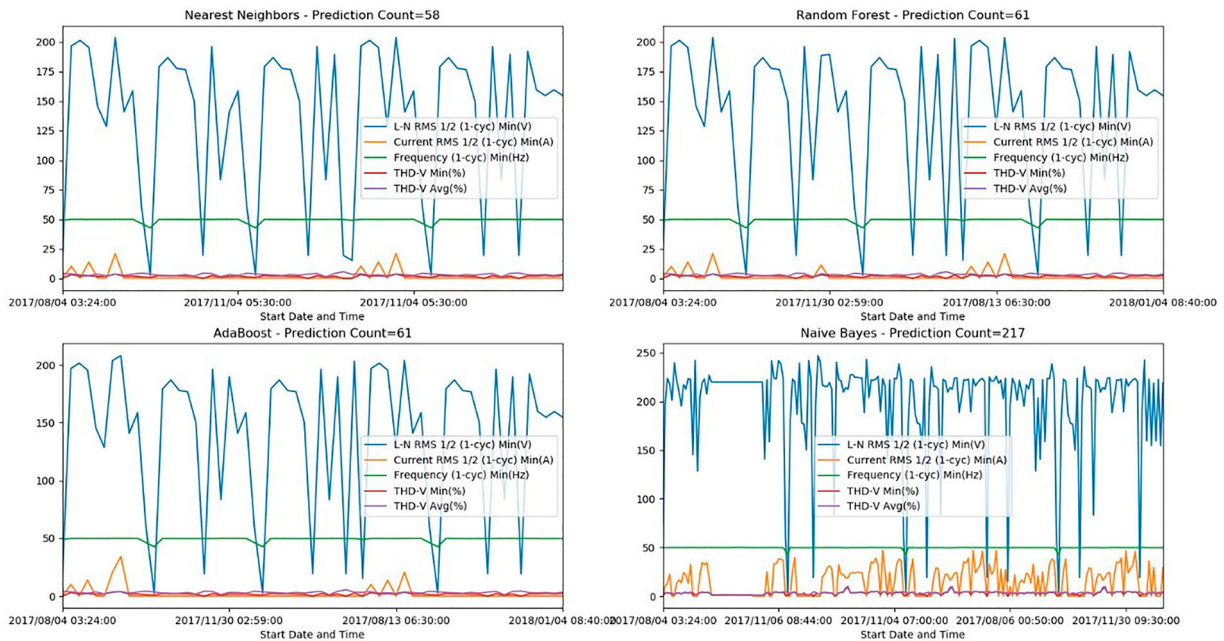 Nearest Neighbors - Prediction Count=58
200
175
150
125
100
75
50
25
0
L-N RMS 1/2 (1-cyc) Min(V)
Current RMS 1/2 (1-cyc) Min(A)
Frequency (1-cyc) Min(Hz)
THD-V Min(%)
THD-V Avg(%)
2017/08/04 03:24:00
2017/11/04 05:30:00
2017/11/04 05:30:00
Start Date and Time
Random Forest - Prediction Count=61
200
175
150
125
100
75
50
25
0
L-N RMS 1/2 (1-cyc) Min(V)
Current RMS 1/2 (1-cyc) Min(A)
Frequency (1-cyc) Min(Hz)
THD-V Min(%)
THD-V Avg(%)
2017/08/04 03:24:00
2017/11/30 02:59:00
2017/08/13 06:30:00
2018/01/04 08:40:00
Start Date and Time
AdaBoost - Prediction Count=61
200
150
100
50
0
L-N RMS 1/2 (1-cyc) Min(V)
Current RMS 1/2 (1-cyc) Min(A)
Frequency (1-cyc) Min(Hz)
THD-V Min(%)
THD-V Avg(%)
2017/08/04 03:24:00
2017/11/30 02:59:00
2017/08/13 06:30:00
2018/01/04 08:40:00
Start Date and Time
Naive Bayes - Prediction Count=217
250
200
150
100
50
0
L-N RMS 1/2 (1-cyc) Min(V)
Current RMS 1/2 (1-cyc) Min(A)
Frequency (1-cyc) Min(Hz)
THD-V Min(%)
THD-V Avg(%)
2017/08/04 03:24:00
2017/11/06 08:44:00
2017/11/04 07:00:00
2017/08/06 00:50:00
2017/11/30 09:30:00
Start Date and Time